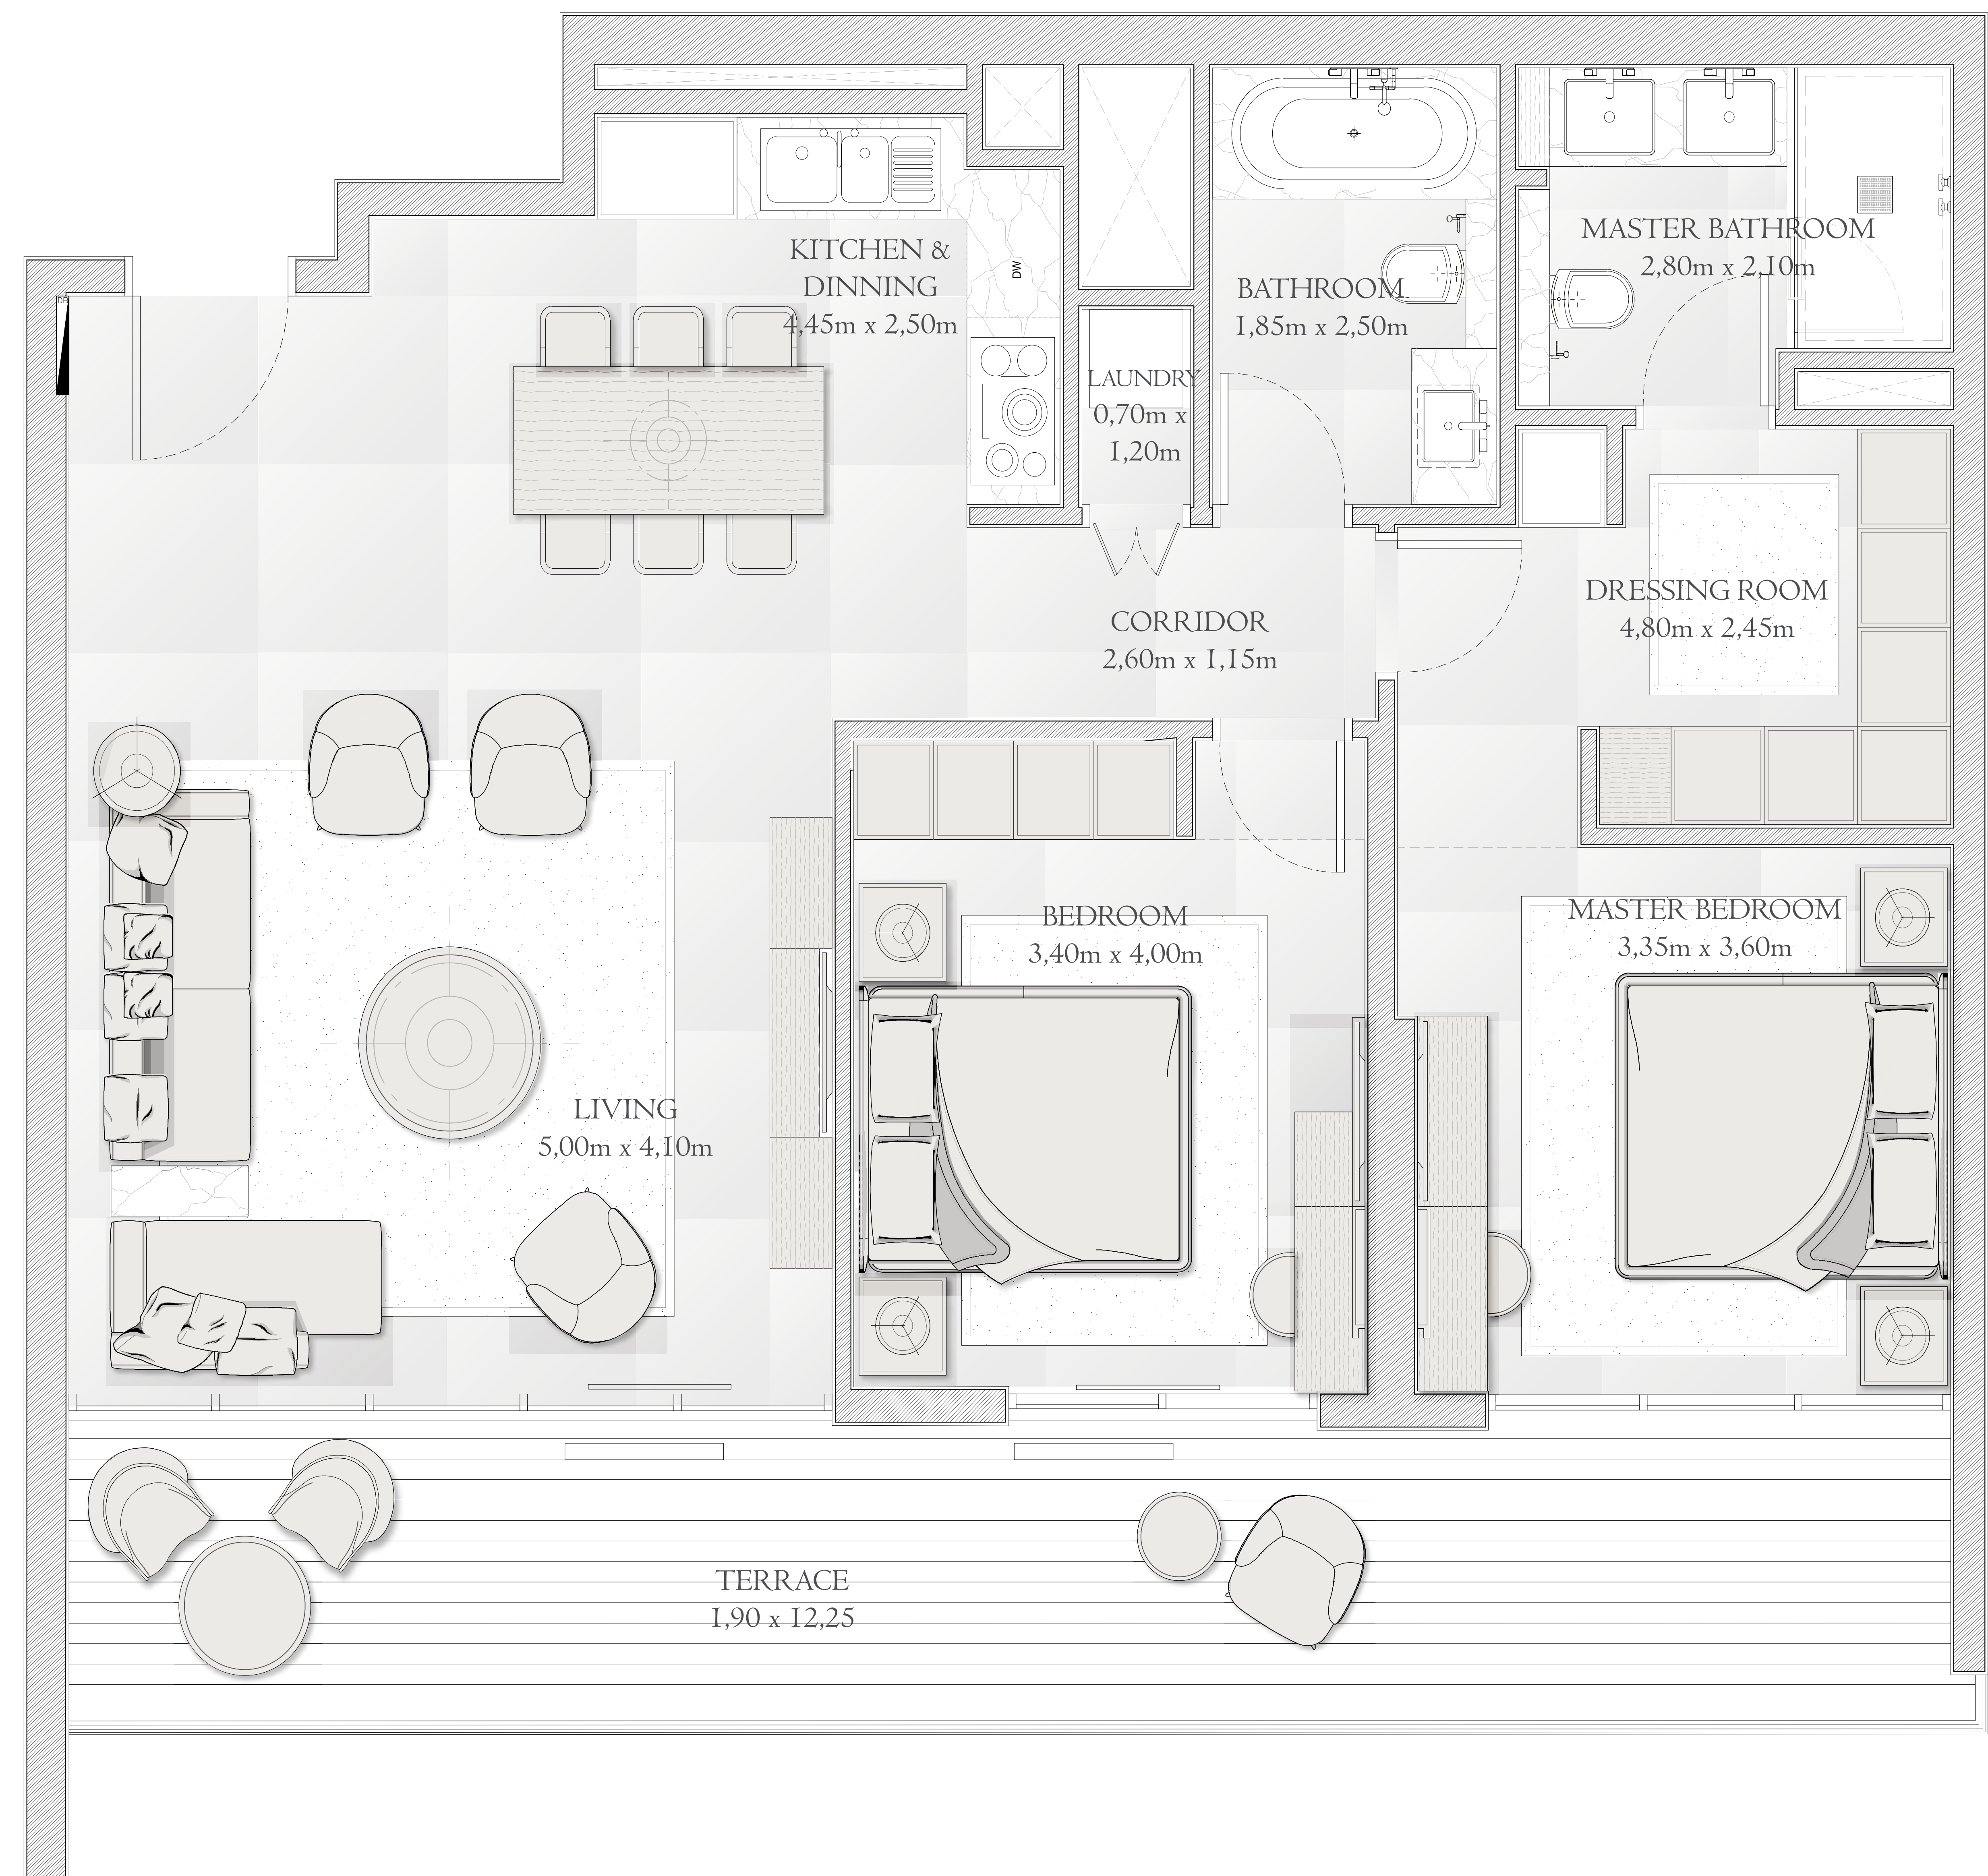 KITCHEN &
DINNING
4,45m x 2,50m
DW
BATHROOM
1,85m x 2,50m
MASTER BATHROOM
2,80m x 2,10m
LAUNDRY
0,70m x
1,20m
CORRIDOR
2,60m x 1,15m
DRESSING ROOM
4,80m x 2,45m
LIVING
5,00m x 4,10m
BEDROOM
3,40m x 4,00m
MASTER BEDROOM
3,35m x 3,60m
TERRACE
1,90 x 12,25